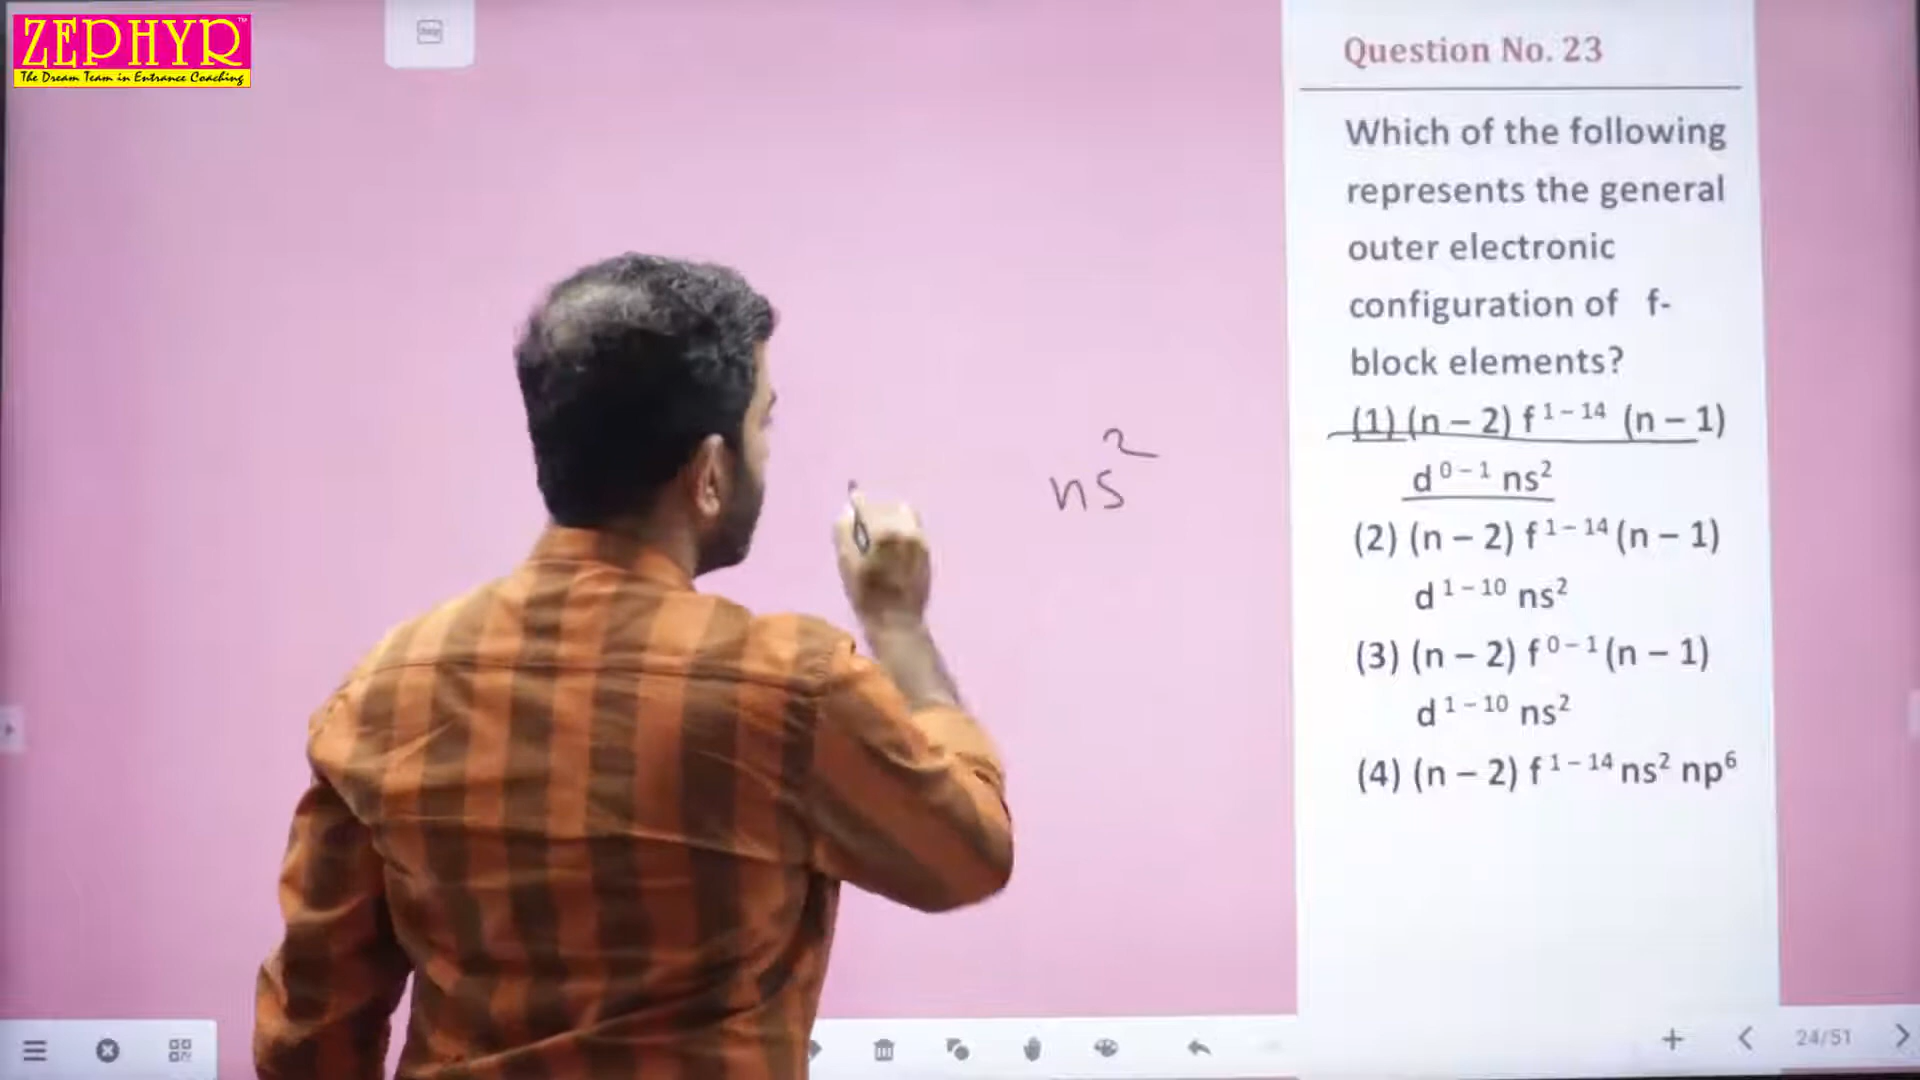 ZEPHYR™
The Dream Team in Entrance Coaching
Question No. 23
Which of the following
represents the general
outer electronic
configuration of f-
block elements?
(1) (n – 2) f¹⁻¹⁴ (n – 1)
d⁰⁻¹ ns²
(2) (n – 2) f¹⁻¹⁴ (n – 1)
d¹⁻¹⁰ ns²
(3) (n – 2) f⁰⁻¹ (n – 1)
d¹⁻¹⁰ ns²
(4) (n – 2) f¹⁻¹⁴ ns² np⁶
ns²
24/51